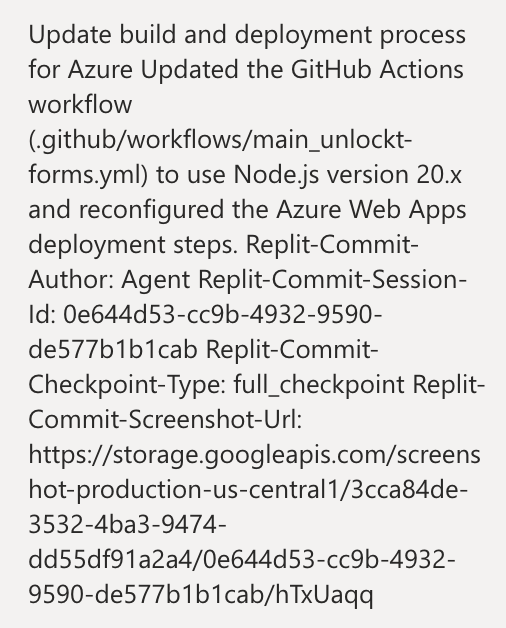 Update build and deployment process
for Azure Updated the GitHub Actions
workflow
(.github/workflows/main_unlockt-
forms.yml) to use Node.js version 20.x
and reconfigured the Azure Web Apps
deployment steps. Replit-Commit-
Author: Agent Replit-Commit-Session-
Id: 0e644d53-cc9b-4932-9590-
de577b1b1cab Replit-Commit-
Checkpoint-Type: full_checkpoint Replit-
Commit-Screenshot-Url:
https://storage.googleapis.com/screens
hot-production-us-central1/3cca84de-
3532-4ba3-9474-
dd55df91a2a4/0e644d53-cc9b-4932-
9590-de577b1b1cab/hTxUaqq